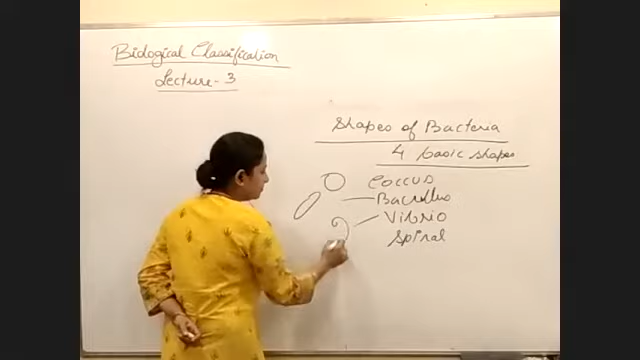 Biological Classification
Lecture - 3
Shapes of Bacteria
4 basic shapes
Coccus
Bacillus
Vibrio
Spiral